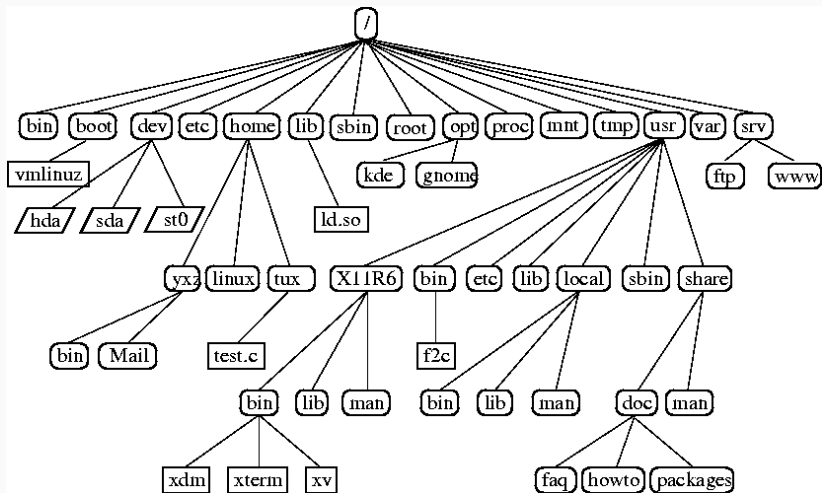 /
bin boot dev etc home lib sbin root opt proc mnt tmp usr var srv
vmlinuz kde gnome ftp www
hda sda st0 ld.so
yxz linux tux X11R6 bin etc lib local sbin share
bin Mail test.c f2c
bin lib man bin lib man doc man
xdm xterm xv faq howto packages